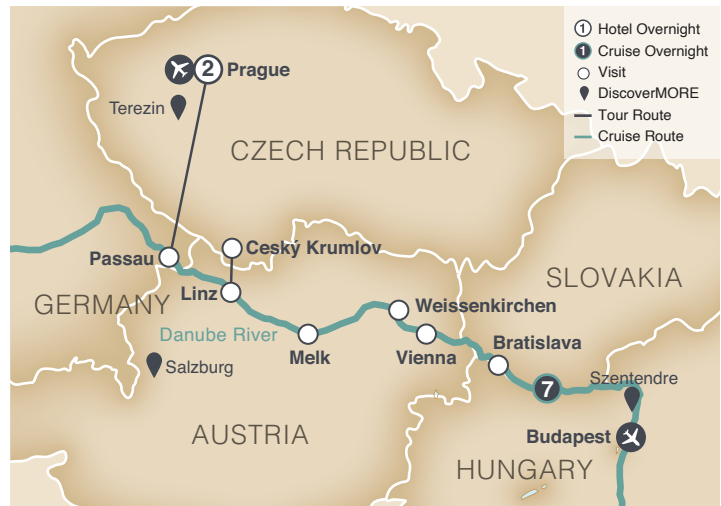 1 Hotel Overnight
1 Cruise Overnight
Visit
DiscoverMORE
Tour Route
Cruise Route
2 Prague
Terezin
CZECH REPUBLIC
Český Krumlov
Passau
SLOVAKIA
Linz
GERMANY
Weissenkirchen
Danube River
Melk
Vienna
Bratislava
Salzburg
7
Szentendre
AUSTRIA
Budapest
HUNGARY